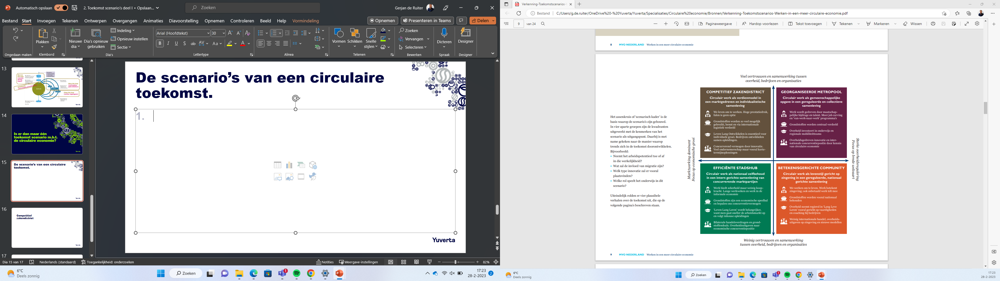 Automatisch opslaan
2. Toekomst scenario's deel I • Opslaan...
Zoeken
Gerjan de Ruiter
Bestand Start Invoegen Tekenen Ontwerpen Overgangen Animaties Diavoorstelling Opnemen Controleren Beeld Help Vormindeling
Opnemen
Presenteren in Teams
Delen
Plakken
Nieuwe dia
Dia's opnieuw gebruiken
Indeling
Opnieuw instellen
Sectie
Arial (Hoofdtekst) 30
Vormen
Schikken
Snelle stijlen
Zoeken
Vervangen
Selecteren
Dicteren
Designer
Ongedaan maken Klembord Dia's Lettertype Alinea Tekenen Bewerken Spraak Designer
13
14
Is er dan maar één
toekomst scenario m.b.t.
de circulaire economie?
15
De scenario's van een circulaire
toekomst.
16
Competitief
zakendistrict
17
De scenario's van een circulaire
toekomst.
1.
Yuverta
Dia 15 van 17
Nederlands (standaard)
Toegankelijkheid: onderzoeken
Notities
Weergave-instellingen
82%
6°C
Deels zonnig
Zoeken
17:23
28-2-2023
2
Verkenning-Toekomstscenarios-
Bestand
C:/Users/g.de.ruiter/OneDrive%20-%20Yuverta/Yuverta/Specialisaties/Circulaire%20economie/Bronnen/Verkenning-Toekomstscenarios-Werken-in-een-meer-circulaire-economie.pdf
9 van 24
Paginaweergave
Hardop voorlezen
Tekst toevoegen
Tekenen
Markeren
Wissen
8 MVO NEDERLAND Werken in een meer circulaire economie
Het assenkruis of 'scenarisch kader' is de
basis waarop de scenario's zijn gebouwd.
In vier aparte groepen zijn de kwadranten
uitgewerkt met de kenmerken van het
scenario als uitgangspunt. Daarbij is met
name gekeken naar de manier waarop
trends zich in de toekomst doorontwikkelen.
Bijvoorbeeld:
• Neemt het arbeidspotentieel toe of af
in die werkelijkheid?
• Wat zal de invloed van migratie zijn?
• Welk type innovatie zal er vooral
plaatsvinden?
• Welke rol speelt het onderwijs in dit
scenario?
Uiteindelijk rolden er vier plausibele
verhalen over de toekomst uit, die op de
volgende pagina's beschreven staan.
Veel vertrouwen en samenwerking tussen
overheid, bedrijven en organisaties
Marktwerking dominant
Focus op economische groei
COMPETITIEF ZAKENDISTRICT
Circulair werk als verdienmodel in
een marktgedreven en individualistische
samenleving
We leven om te werken. Hoge prestatiedruk,
falen is geen optie
Grondstoffen worden zo veel mogelijk
gebruikt, benut en via internationale
logistiek verdeeld
Leven Lang Ontwikkelen is essentieel voor
individuele groei. Bedrijven ontwikkelen
samen opleidingen.
Concurrerend vermogen door innovatie.
Veel ondernemerschap maar vooral korte-
termijnoplossingen
GEORGANISEERDE METROPOOL
Circulair werk als gemeenschappelijke
opgave in een gereguleerde en collectieve
samenleving
Werk wordt gedreven door maatschap-
pelijke bijdrage en talent. Meer job carving
en 'van-werk-naar-werk' programma's
Grondstoffen worden centraal verdeeld
Overheid investeert in onderwijs en
regionale mobiliteitteams
Overheidsgedreven innovatie en inter-
nationale concurrentiepositie door kennis
van circulaire economie
Sterke overheidsregulering
Focus op brede welvaart
EFFICIËNTE STADSHUB
Circulair werk als nationaal zelfbehoud
in een intern gerichte samenleving van
concurrerende marktpartijen
Werk biedt zekerheid maar weinig koop-
kracht. Lange werkweken en werk in de
informele economie
Grondstoffen zijn een economische speelbal
en bepalen ons concurrentievermogen
'Leven Lang Leren' wordt belangrijker,
want men gaat sneller de arbeidsmarkt op
en volgt inhouse opleidingen
Bilaterale handelsverdragen en grond-
stoffendeals. Overheidsuitgaven naar
economische concurrentiepositie
BETEKENISGERICHTE COMMUNITY
Circulair werk als levenstijl gericht op
zingeving in een gereguleerde, nationaal
gerichte samenleving
We werken om te leven. Werk betekent
zingeving; ook onbetaald werk telt mee
Grondstoffen worden vooral nationaal
behouden
Overheid neemt regierol in 'Lang Leve
Leren' vooral gericht op vaardigheden
en coaching bij bedrijven
Weinig internationale handel, overheids-
uitgaven op zingeving en nieuwe modellen
Weinig vertrouwen en samenwerking
tussen overheid, bedrijven en organisaties
9 MVO NEDERLAND Werken in een meer circulaire economie
6°C
Deels zonnig
Zoeken
17:23
28-2-2023